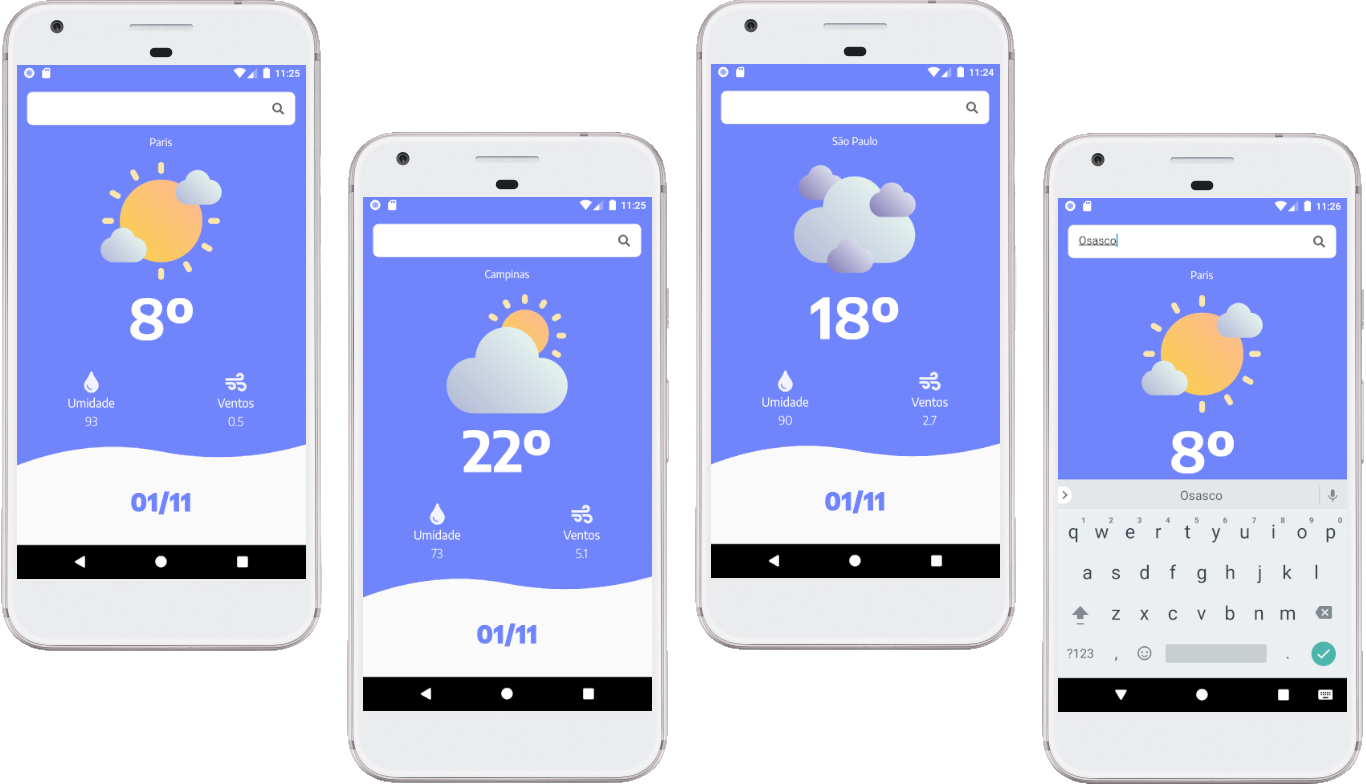 11:25
Paris
8º
Umidade Ventos
93 0.5
01/11
11:25
Campinas
22º
Umidade Ventos
73 5.1
01/11
11:24
São Paulo
18º
Umidade Ventos
90 2.7
01/11
11:26
Osasco
Paris
8º
Osasco
1 2 3 4 5 6 7 8 9 0
q w e r t y u i o p
a s d f g h j k l
z x c v b n m
?123 , .